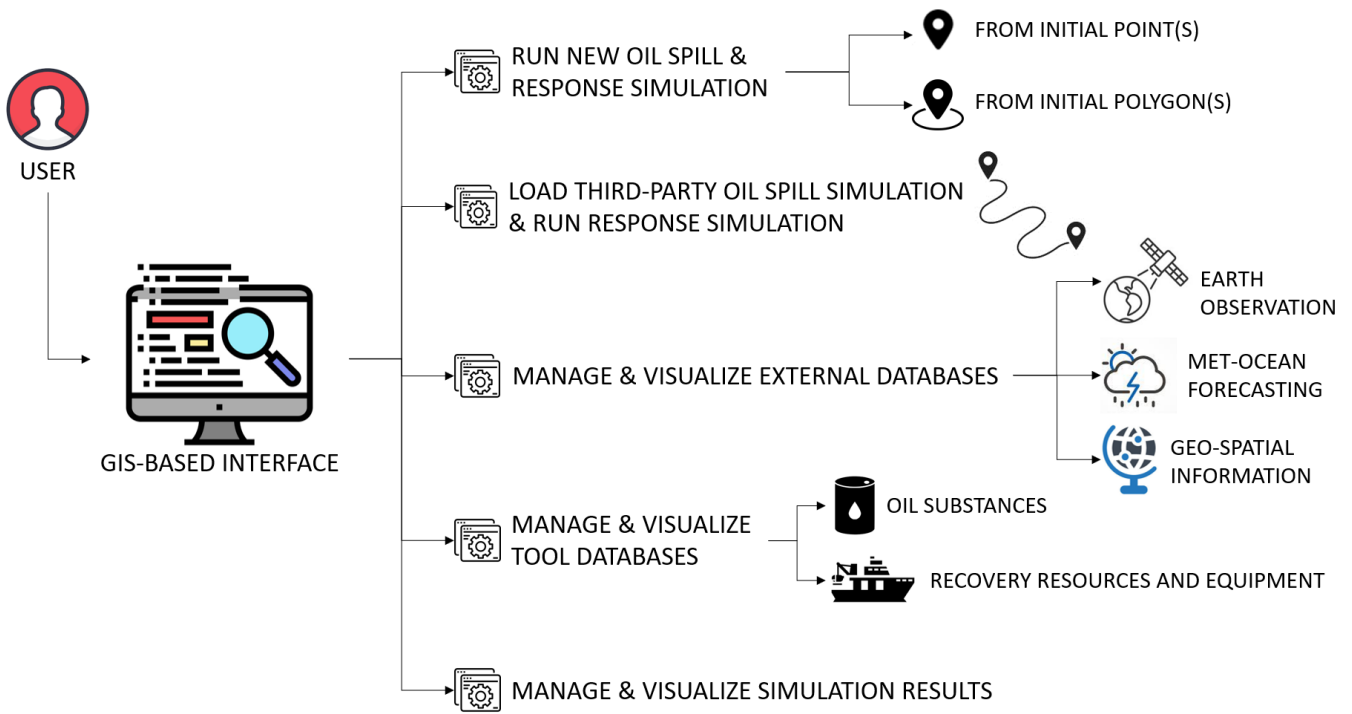 USER
GIS-BASED INTERFACE
RUN NEW OIL SPILL &
RESPONSE SIMULATION
FROM INITIAL POINT(S)
FROM INITIAL POLYGON(S)
LOAD THIRD-PARTY OIL SPILL SIMULATION
& RUN RESPONSE SIMULATION
MANAGE & VISUALIZE EXTERNAL DATABASES
EARTH
OBSERVATION
MET-OCEAN
FORECASTING
GEO-SPATIAL
INFORMATION
MANAGE & VISUALIZE
TOOL DATABASES
OIL SUBSTANCES
RECOVERY RESOURCES AND EQUIPMENT
MANAGE & VISUALIZE SIMULATION RESULTS